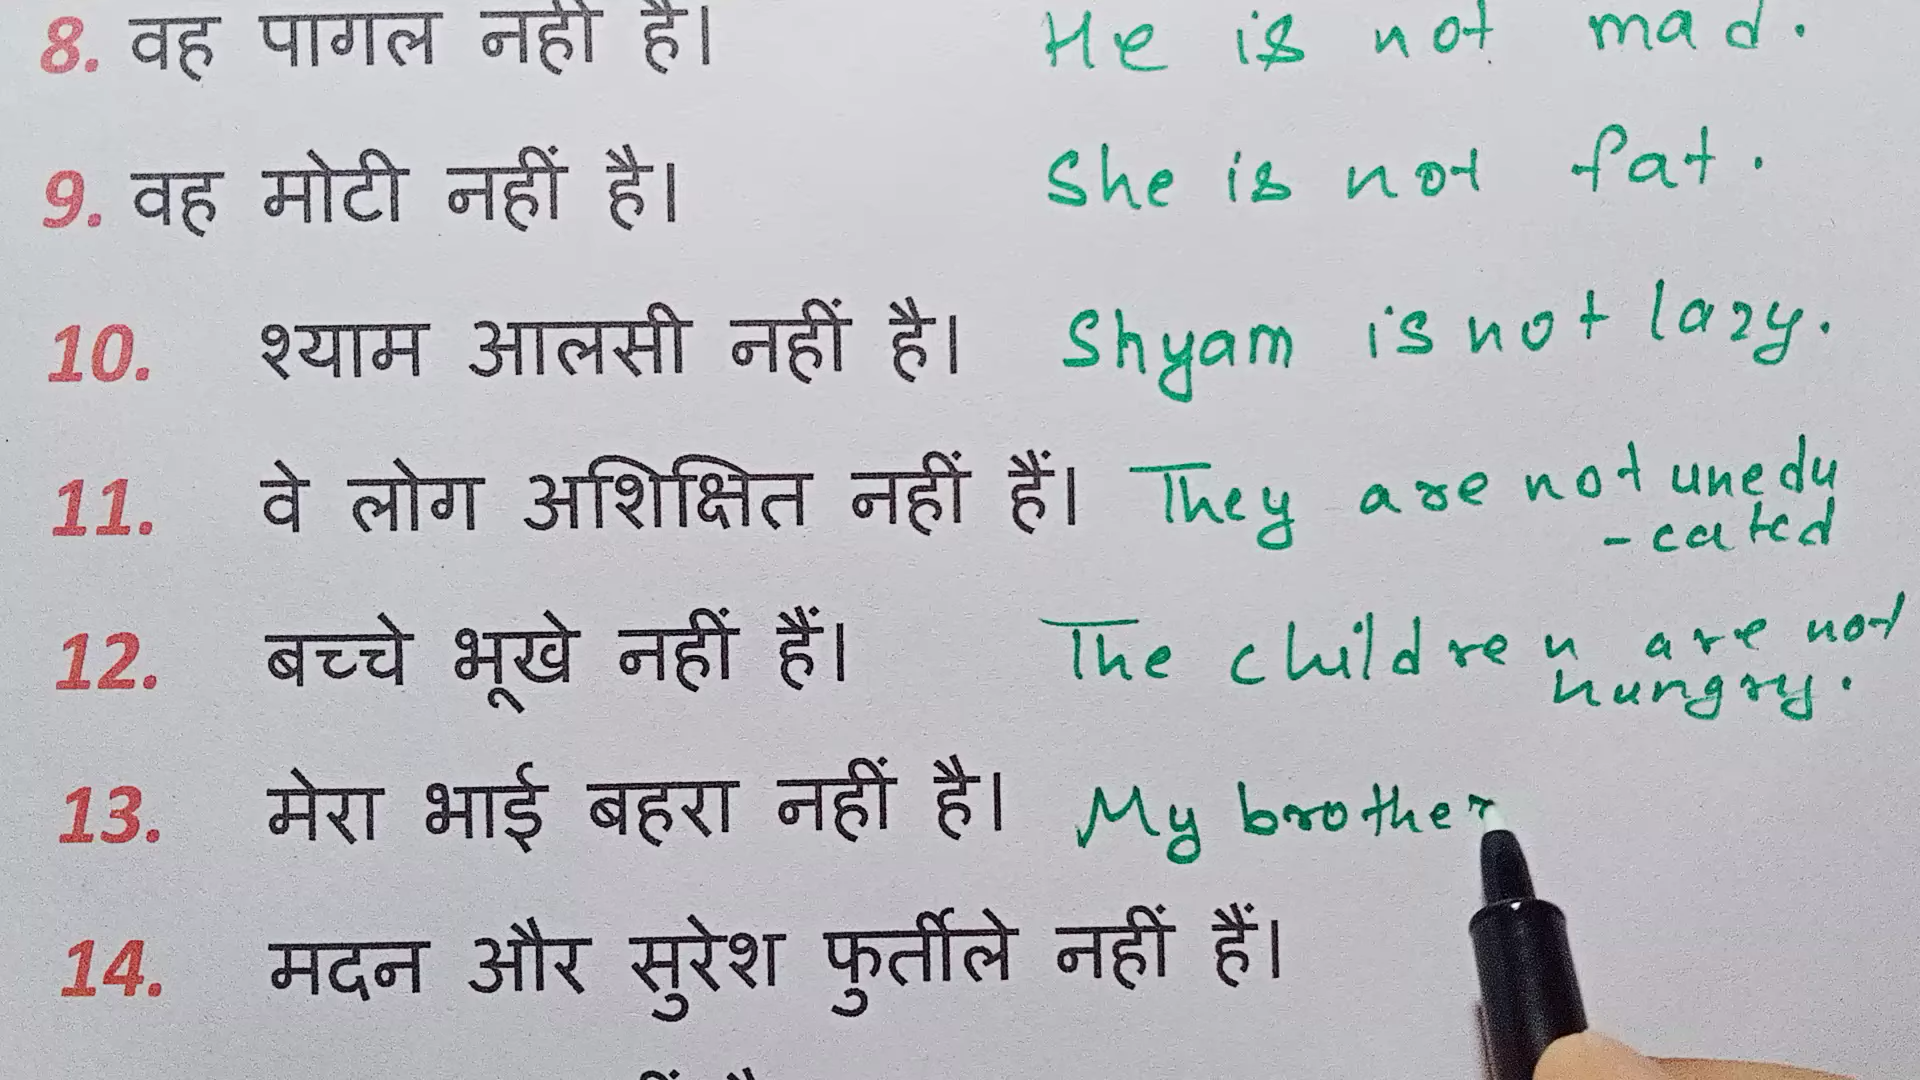 8. वह पागल नहीं है। He is not mad.
9. वह मोटी नहीं है। She is not fat.
10. श्याम आलसी नहीं है। Shyam is not lazy.
11. वे लोग अशिक्षित नहीं हैं। They are not unedu
-cated
12. बच्चे भूखे नहीं हैं। The children are not
hungry.
13. मेरा भाई बहरा नहीं है। My brother
14. मदन और सुरेश फुर्तीले नहीं हैं।